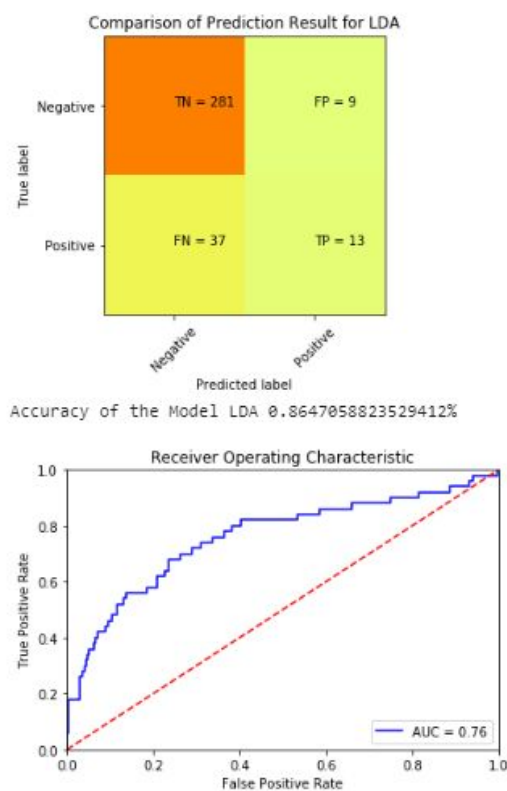 Comparison of Prediction Result for LDA
Negative
TN = 281
FP = 9
True label
Positive
FN = 37
TP = 13
Negative
Positive
Predicted label
Accuracy of the Model LDA 0.8647058823529412%
Receiver Operating Characteristic
1.0
0.8
0.6
0.4
0.2
0.0
True Positive Rate
AUC = 0.76
0.0
0.2
0.4
0.6
0.8
1.0
False Positive Rate